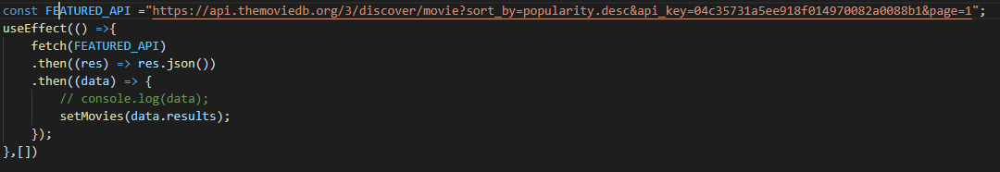 const FEATURED_API ="https://api.themoviedb.org/3/discover/movie?sort_by=popularity.desc&api_key=04c35731a5ee918f014970082a0088b1&page=1";
useEffect(() =>{
fetch(FEATURED_API)
.then((res) => res.json())
.then((data) => {
// console.log(data);
setMovies(data.results);
});
},[])